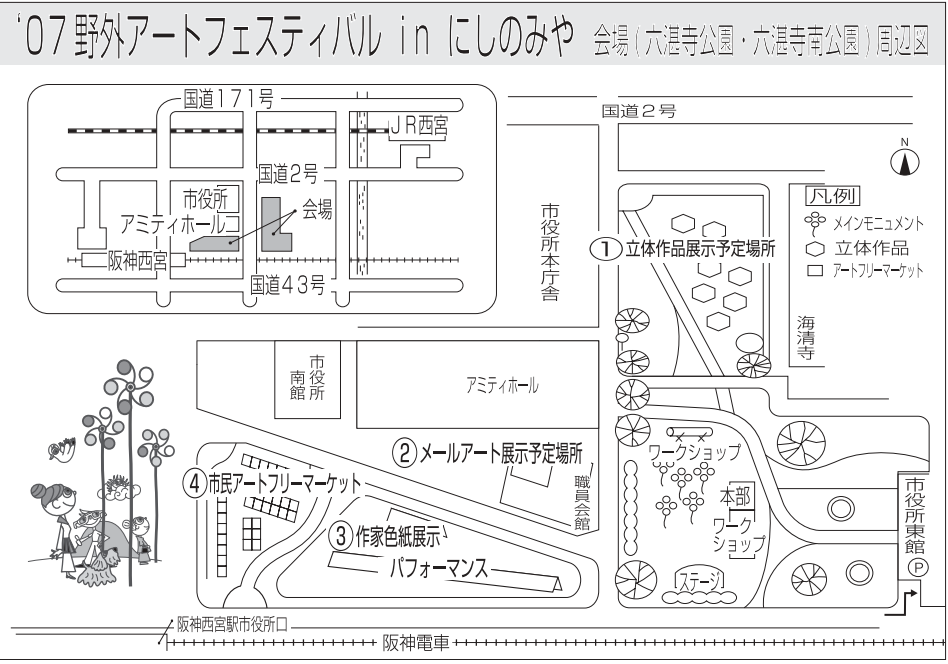 '07野外アートフェスティバル in にしのみや 会場(六湛寺公園・六湛寺南公園)周辺図
国道171号
JR西宮
国道2号
市役所
会場
アミティホール
阪神西宮
国道43号
国道2号
N
市役所本庁舎
①立体作品展示予定場所
凡例
メインモニュメント
立体作品
アートフリーマーケット
海清寺
市役所
南館
アミティホール
②メールアート展示予定場所
職員会館
④市民アートフリーマーケット
③作家色紙展示
パフォーマンス
ワークショップ
本部
ワーク
ショップ
ステージ
市役所東館
P
阪神西宮駅市役所口
阪神電車